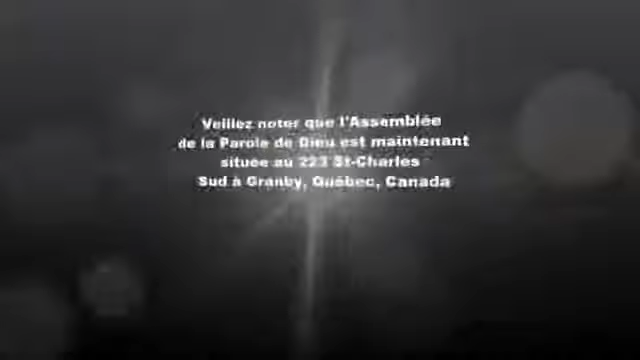 Veillez noter que l'Assemblée
de la Parole de Dieu est maintenant
située au 223 St-Charles
Sud à Granby, Québec, Canada